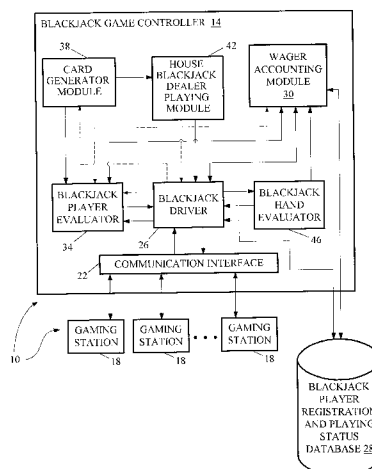 BLACKJACK GAME CONTROLLER 14
38
42
CARD
GENERATOR
MODULE
HOUSE
BLACKJACK
DEALER
PLAYING
MODULE
WAGER
ACCOUNTING
MODULE
30
BLACKJACK
PLAYER
EVALUATOR
BLACKJACK
DRIVER
BLACKJACK
HAND
EVALUATOR
34
26
46
22
COMMUNICATION INTERFACE
10
GAMING
STATION
18
GAMING
STATION
18
GAMING
STATION
18
BLACKJACK
PLAYER
REGISTRATION
AND PLAYING
STATUS
DATABASE 28